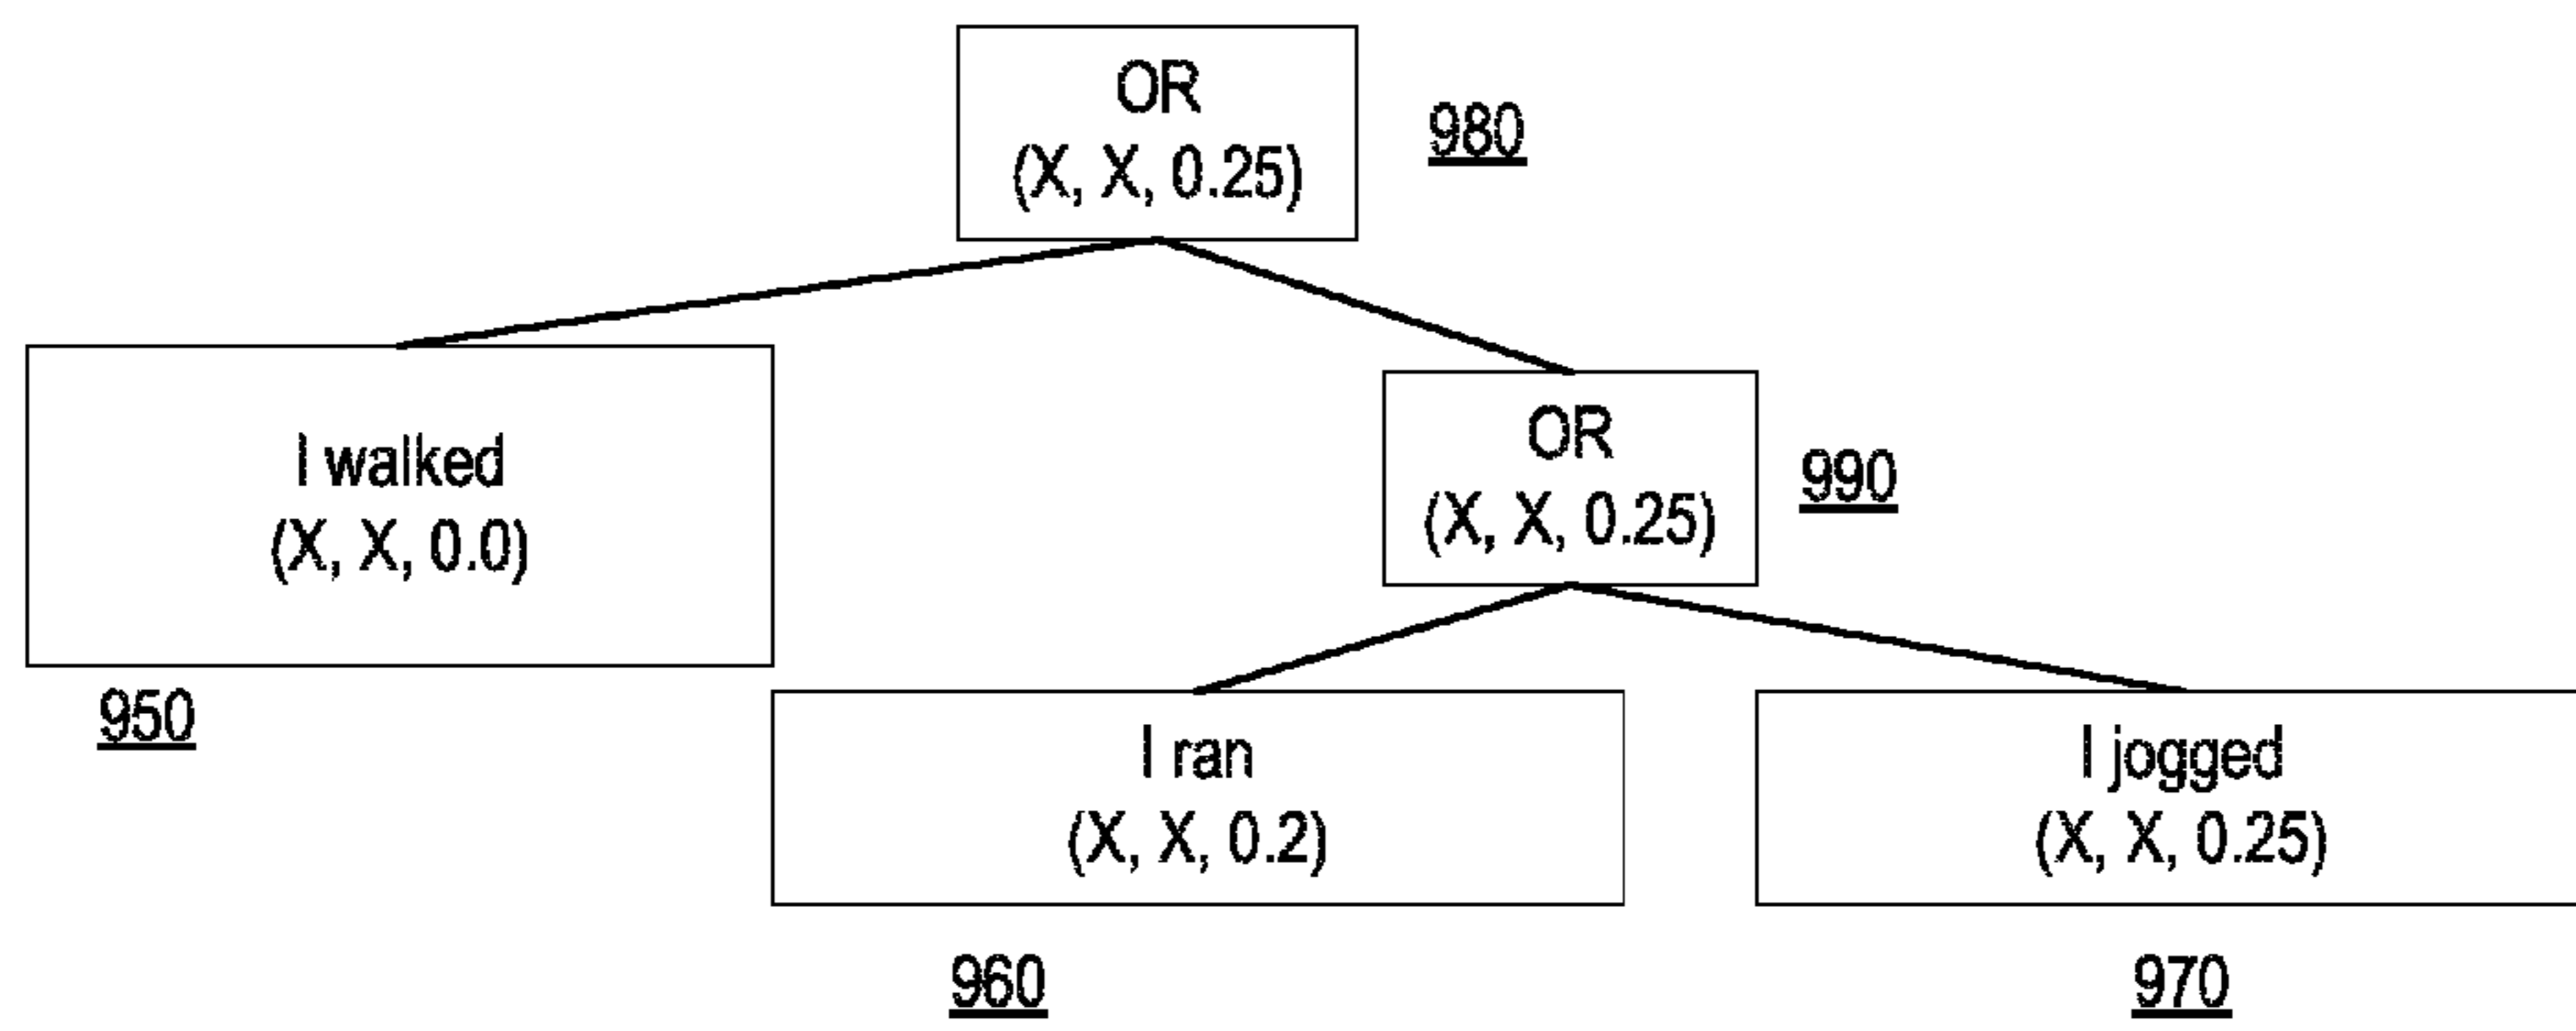 OR
(X, X, 0.25)
980
I walked
(X, X, 0.0)
950
OR
(X, X, 0.25)
990
I ran
(X, X, 0.2)
960
I jogged
(X, X, 0.25)
970